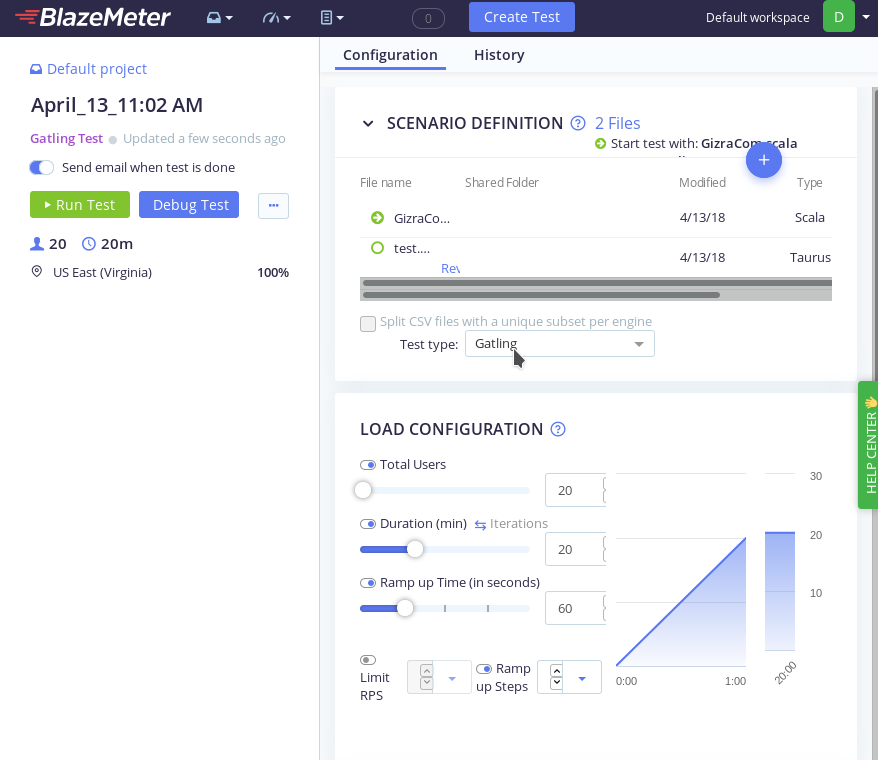 BlazeMeter
0
Create Test
Default workspace
D
Default project
April_13_11:02 AM
Gatling Test
Updated a few seconds ago
Send email when test is done
Run Test
Debug Test
...
20
20m
US East (Virginia)
100%
Configuration
History
SCENARIO DEFINITION
?
2 Files
Start test with: GizraCom.scala
+
File name
Shared Folder
Modified
Type
GizraCo...
4/13/18
Scala
test....
Rev
4/13/18
Taurus
Split CSV files with a unique subset per engine
Test type:
Gatling
LOAD CONFIGURATION
?
Total Users
20
Duration (min)
Iterations
20
Ramp up Time (in seconds)
60
Limit
RPS
Ramp
up Steps
0:00
1:00
20:00
30
20
10
HELP CENTER